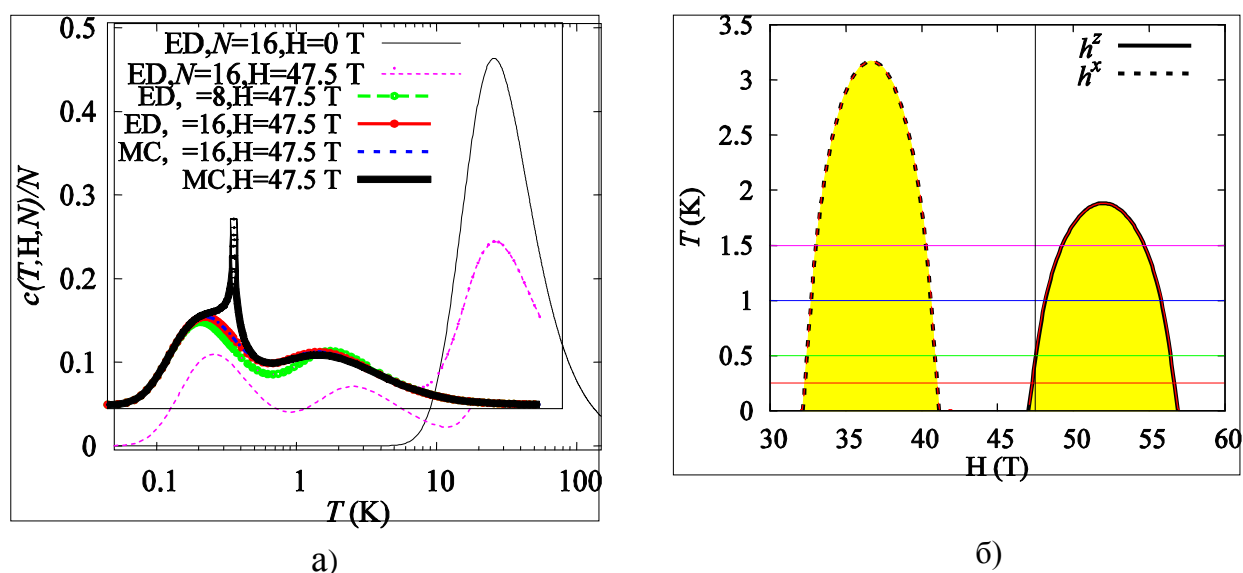 0.5
0.4
0.3
0.2
0.1
0
c(T,H,N)/N
ED,N=16,H=0 T
ED,N=16,H=47.5 T
ED, =8,H=47.5 T
ED, =16,H=47.5 T
MC, =16,H=47.5 T
MC,H=47.5 T
0.1 1 10 100
T (K)
а)
3.5
3
2.5
2
1.5
1
0.5
0
T (K)
h^z
h^x
30 35 40 45 50 55 60
H (T)
б)